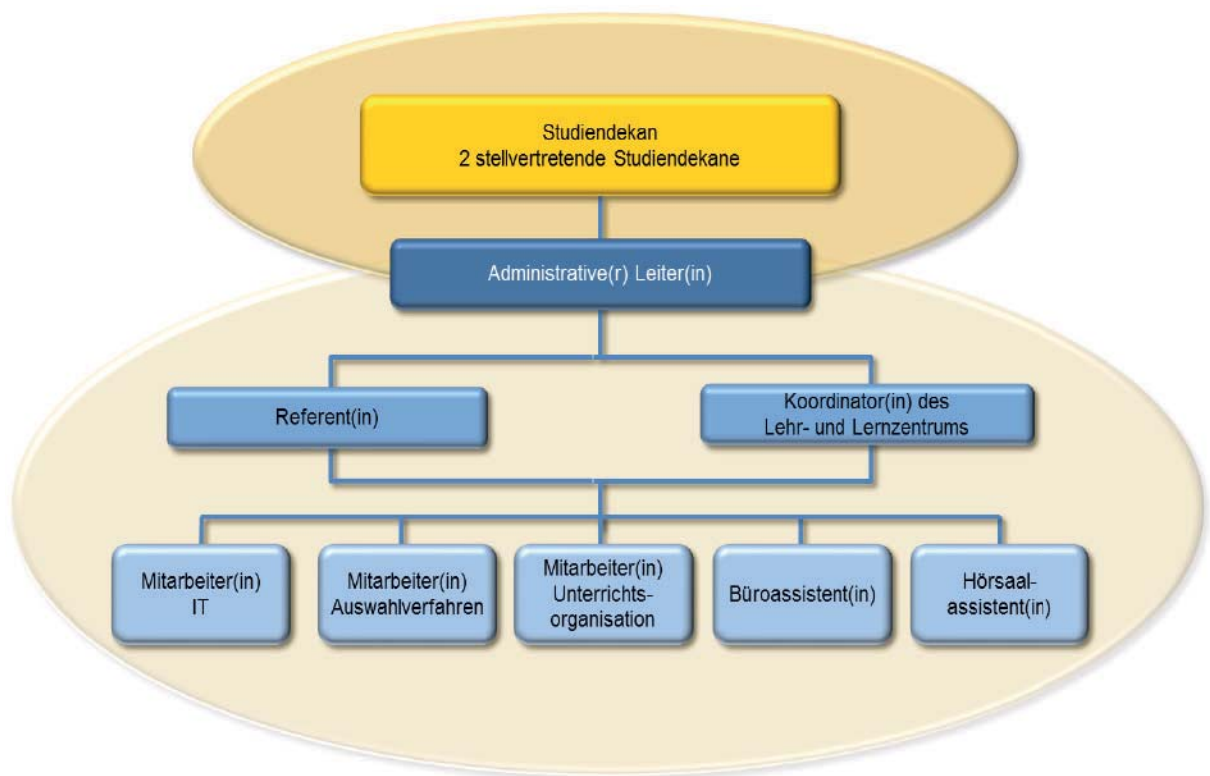 Studiendekan
2 stellvertretende Studiendekane
Administrative(r) Leiter(in)
Referent(in)
Koordinator(in) des
Lehr- und Lernzentrums
Mitarbeiter(in)
IT
Mitarbeiter(in)
Auswahlverfahren
Mitarbeiter(in)
Unterrichts-
organisation
Büroassistent(in)
Hörsaal-
assistent(in)